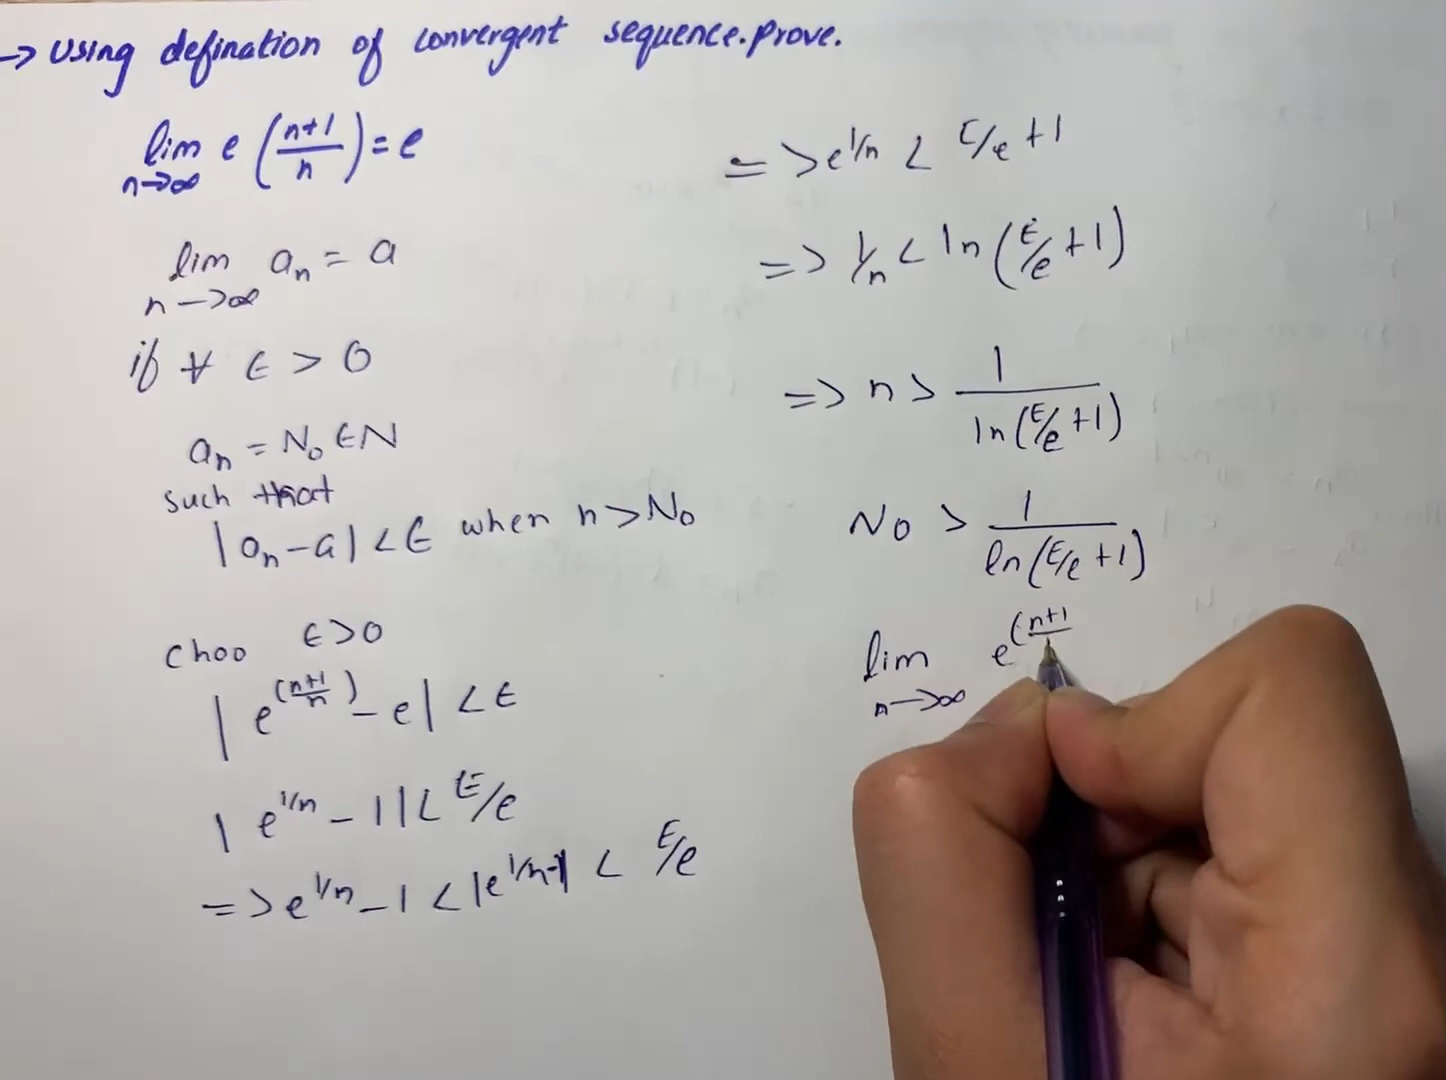 → Using defination of convergent sequence. Prove.
lim e (n+1/n) = e
n→∞
lim aₙ = a
n→∞
if ∀ ϵ > 0
aₙ = N₀ ∈ N
such that
|aₙ - a| < ϵ when n > N₀
choo ϵ > 0
|e^(n+1/n) - e| < ϵ
|e^1/n - 1| < ϵ/e
=> e^1/n - 1 < |e^1/n-1| < ϵ/e
=> e^1/n < ϵ/e + 1
=> 1/n < ln (ϵ/e + 1)
=> n > 1/ln(ϵ/e + 1)
N₀ > 1/ln(ϵ/e + 1)
lim e^(n+1
n→∞